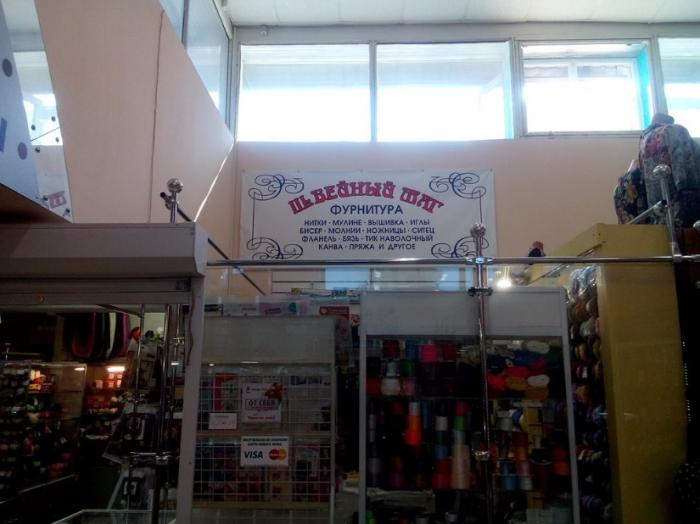 ШВЕЙНЫЙ МАГ
ФУРНИТУРА
НИТКИ · МУЛИНЕ · ВЫШИВКА · ИГЛЫ
БИСЕР · МОЛНИИ · НОЖНИЦЫ · СИТЕЦ
ФЛАНЕЛЬ · БЯЗЬ · ТИК НАВОЛОЧНЫЙ
КАНВА · ПРЯЖА И ДРУГОЕ
ОТ СЕБЯ
VISA